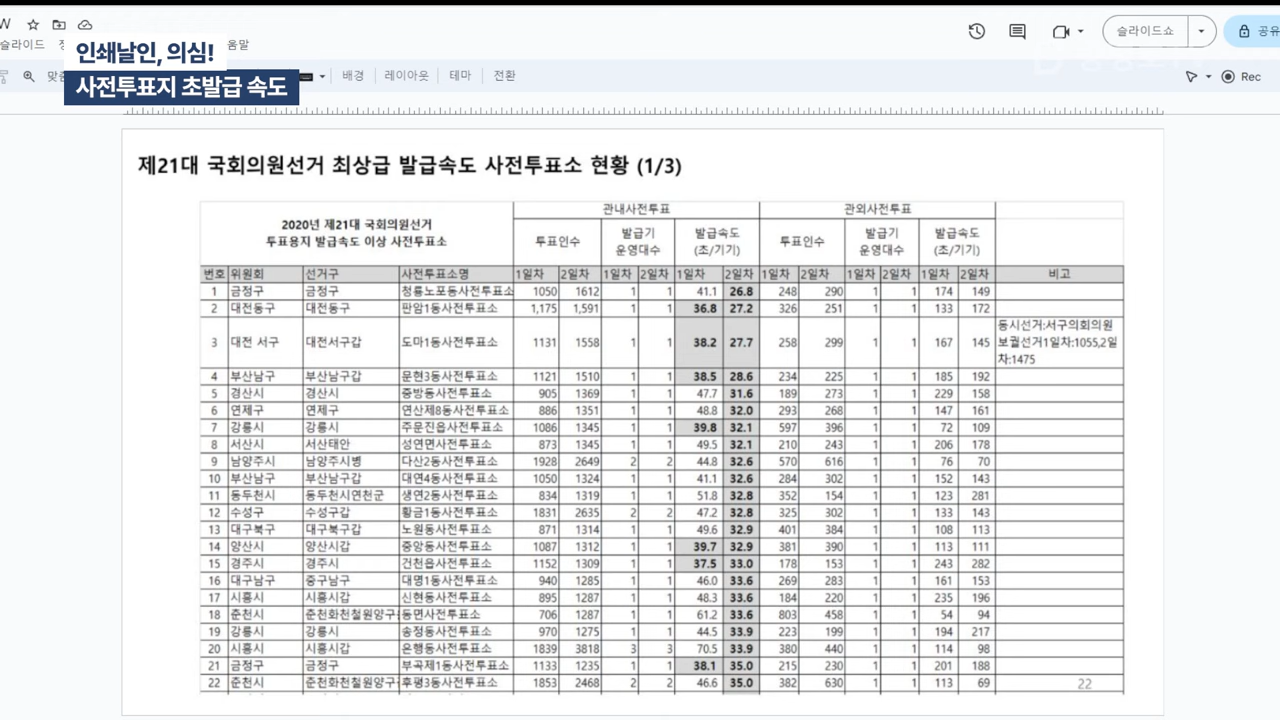 인쇄날인, 의심!
사전투표지 초발급 속도
슬라이드
움말
슬라이드쇼
공유
배경 레이아웃 테마 전환
Rec
제21대 국회의원선거 최상급 발급속도 사전투표소 현황 (1/3)
2020년 제21대 국회의원선거
투표용지 발급속도 이상 사전투표소
관내사전투표 관외사전투표
투표인수 발급기 운영대수 발급속도 (초/기기) 투표인수 발급기 운영대수 발급속도 (초/기기)
번호 위원회 선거구 사전투표소명 1일차 2일차 1일차 2일차 1일차 2일차 1일차 2일차 1일차 2일차 1일차 2일차 비고
1 금정구 금정구 청룡노포동사전투표소 1050 1612 1 1 41.1 26.8 248 290 1 1 174 149
2 대전동구 대전동구 판암1동사전투표소 1,175 1,591 1 1 36.8 27.2 326 251 1 1 133 172
3 대전 서구 대전서구갑 도마1동사전투표소 1131 1558 1 1 38.2 27.7 258 299 1 1 167 145 동시선거:서구의회의원
보궐선거1일차:1055,2일
차:1475
4 부산남구 부산남구갑 문현3동사전투표소 1121 1510 1 1 38.5 28.6 234 225 1 1 185 192
5 경산시 경산시 중방동사전투표소 905 1369 1 1 47.7 31.6 189 273 1 1 229 158
6 연제구 연제구 연산제8동사전투표소 886 1351 1 1 48.8 32.0 293 268 1 1 147 161
7 강릉시 강릉시 주문진읍사전투표소 1086 1345 1 1 39.8 32.1 597 396 1 1 72 109
8 서산시 서산태안 성연면사전투표소 873 1345 1 1 49.5 32.1 210 243 1 1 206 178
9 남양주시 남양주시병 다산2동사전투표소 1928 2649 2 2 44.8 32.6 570 616 1 1 76 70
10 부산남구 부산남구갑 대연4동사전투표소 1050 1324 1 1 41.1 32.6 284 302 1 1 152 143
11 동두천시 동두천시연천군 생연2동사전투표소 834 1319 1 1 51.8 32.8 352 154 1 1 123 281
12 수성구 수성구갑 황금1동사전투표소 1831 2635 2 2 47.2 32.8 325 302 1 1 133 143
13 대구북구 대구북구갑 노원동사전투표소 871 1314 1 1 49.6 32.9 401 384 1 1 108 113
14 양산시 양산시갑 중앙동사전투표소 1087 1312 1 1 39.7 32.9 381 390 1 1 113 111
15 경주시 경주시 건천읍사전투표소 1152 1309 1 1 37.5 33.0 178 153 1 1 243 282
16 대구남구 중구남구 대명1동사전투표소 940 1285 1 1 46.0 33.6 269 283 1 1 161 153
17 시흥시 시흥시갑 신현동사전투표소 895 1287 1 1 48.3 33.6 184 220 1 1 235 196
18 춘천시 춘천화천철원양구 동면사전투표소 706 1287 1 1 61.2 33.6 803 458 1 1 54 94
19 강릉시 강릉시 송정동사전투표소 970 1275 1 1 44.5 33.9 223 199 1 1 194 217
20 시흥시 시흥시갑 은행동사전투표소 1839 3818 3 3 70.5 33.9 380 440 1 1 114 98
21 금정구 금정구 부곡제1동사전투표소 1133 1235 1 1 38.1 35.0 215 230 1 1 201 188
22 춘천시 춘천화천철원양구 후평3동사전투표소 1853 2468 2 2 46.6 35.0 382 630 1 1 113 69
22